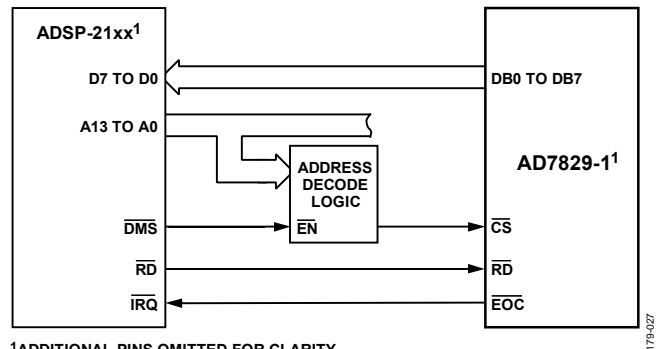 ADSP-21xx¹
D7 TO D0
DB0 TO DB7
A13 TO A0
ADDRESS
DECODE
LOGIC
AD7829-1¹
DMS
EN
CS
RD
RD
IRQ
EOC
¹ADDITIONAL PINS OMITTED FOR CLARITY
179-027